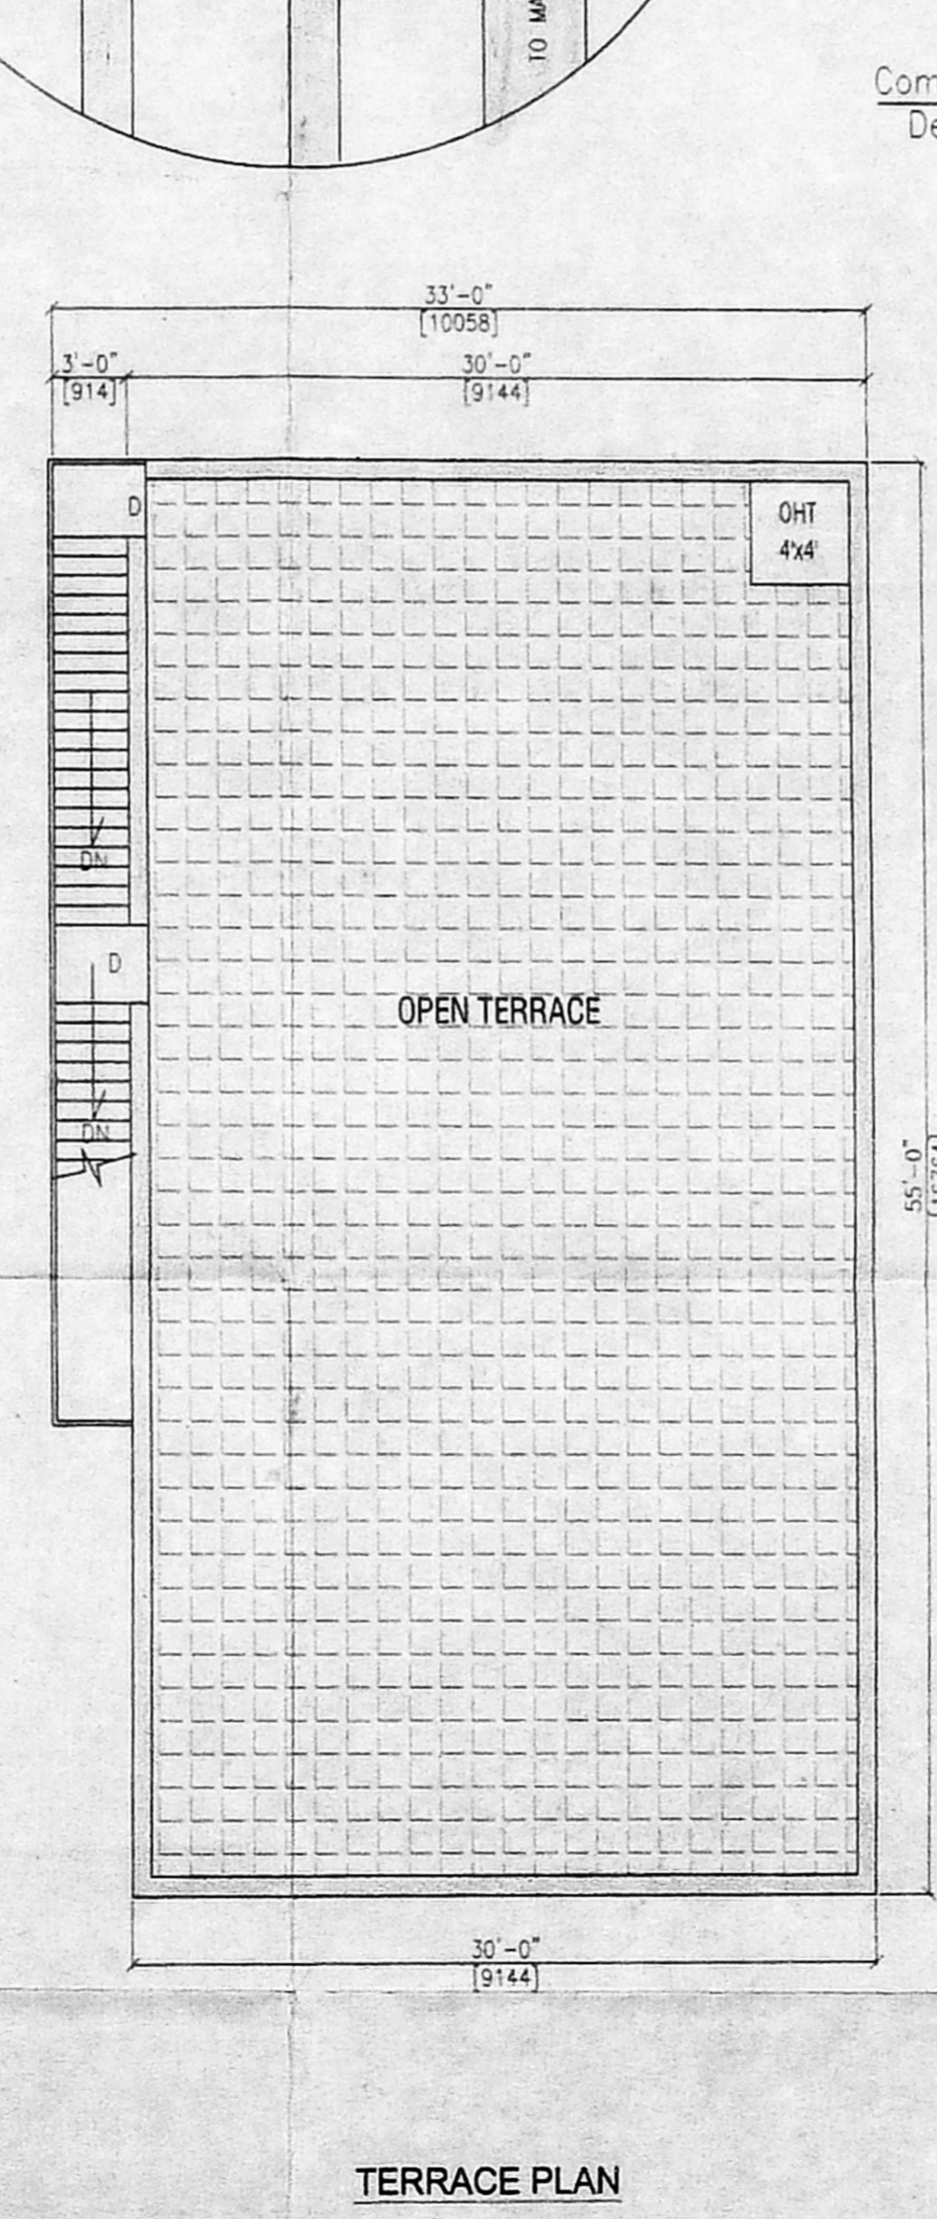 TO
Com
De
33'-0"
[10058]
3'-0"
[914]
30'-0"
[9144]
D
OHT
4'x4'
DN
D
OPEN TERRACE
DN
55'-0"
30'-0"
[9144]
TERRACE PLAN